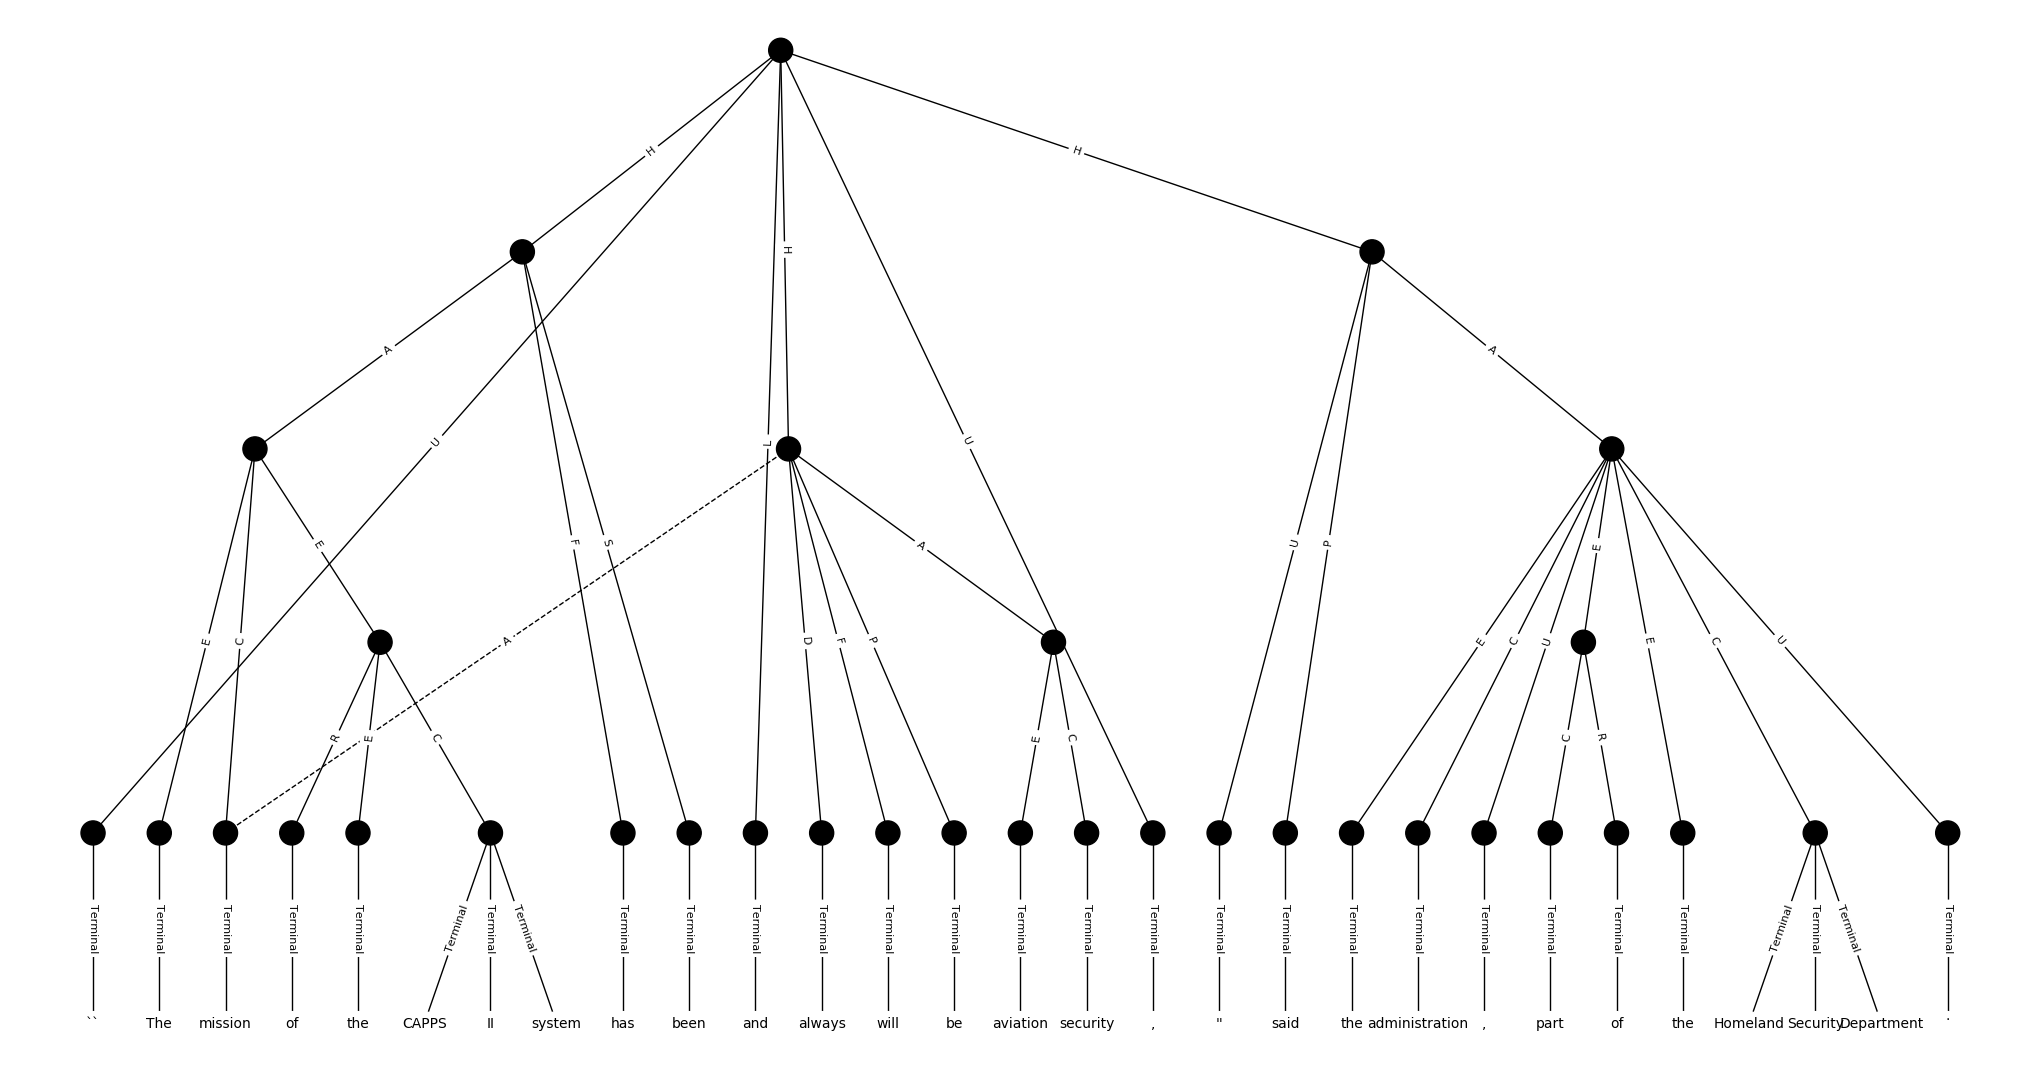 H
H
H
A
A
U
L
U
E
F
S
A
U
P
E
E
C
A
D
F
P
E
C
U
E
C
U
R
E
C
E
C
C
R
Terminal Terminal Terminal Terminal Terminal Terminal Terminal Terminal Terminal Terminal Terminal Terminal Terminal Terminal Terminal Terminal Terminal Terminal Terminal Terminal Terminal Terminal Terminal Terminal Terminal Terminal Terminal Terminal
`` The mission of the CAPPS II system has been and always will be aviation security , " said the administration , part of the Homeland Security Department .